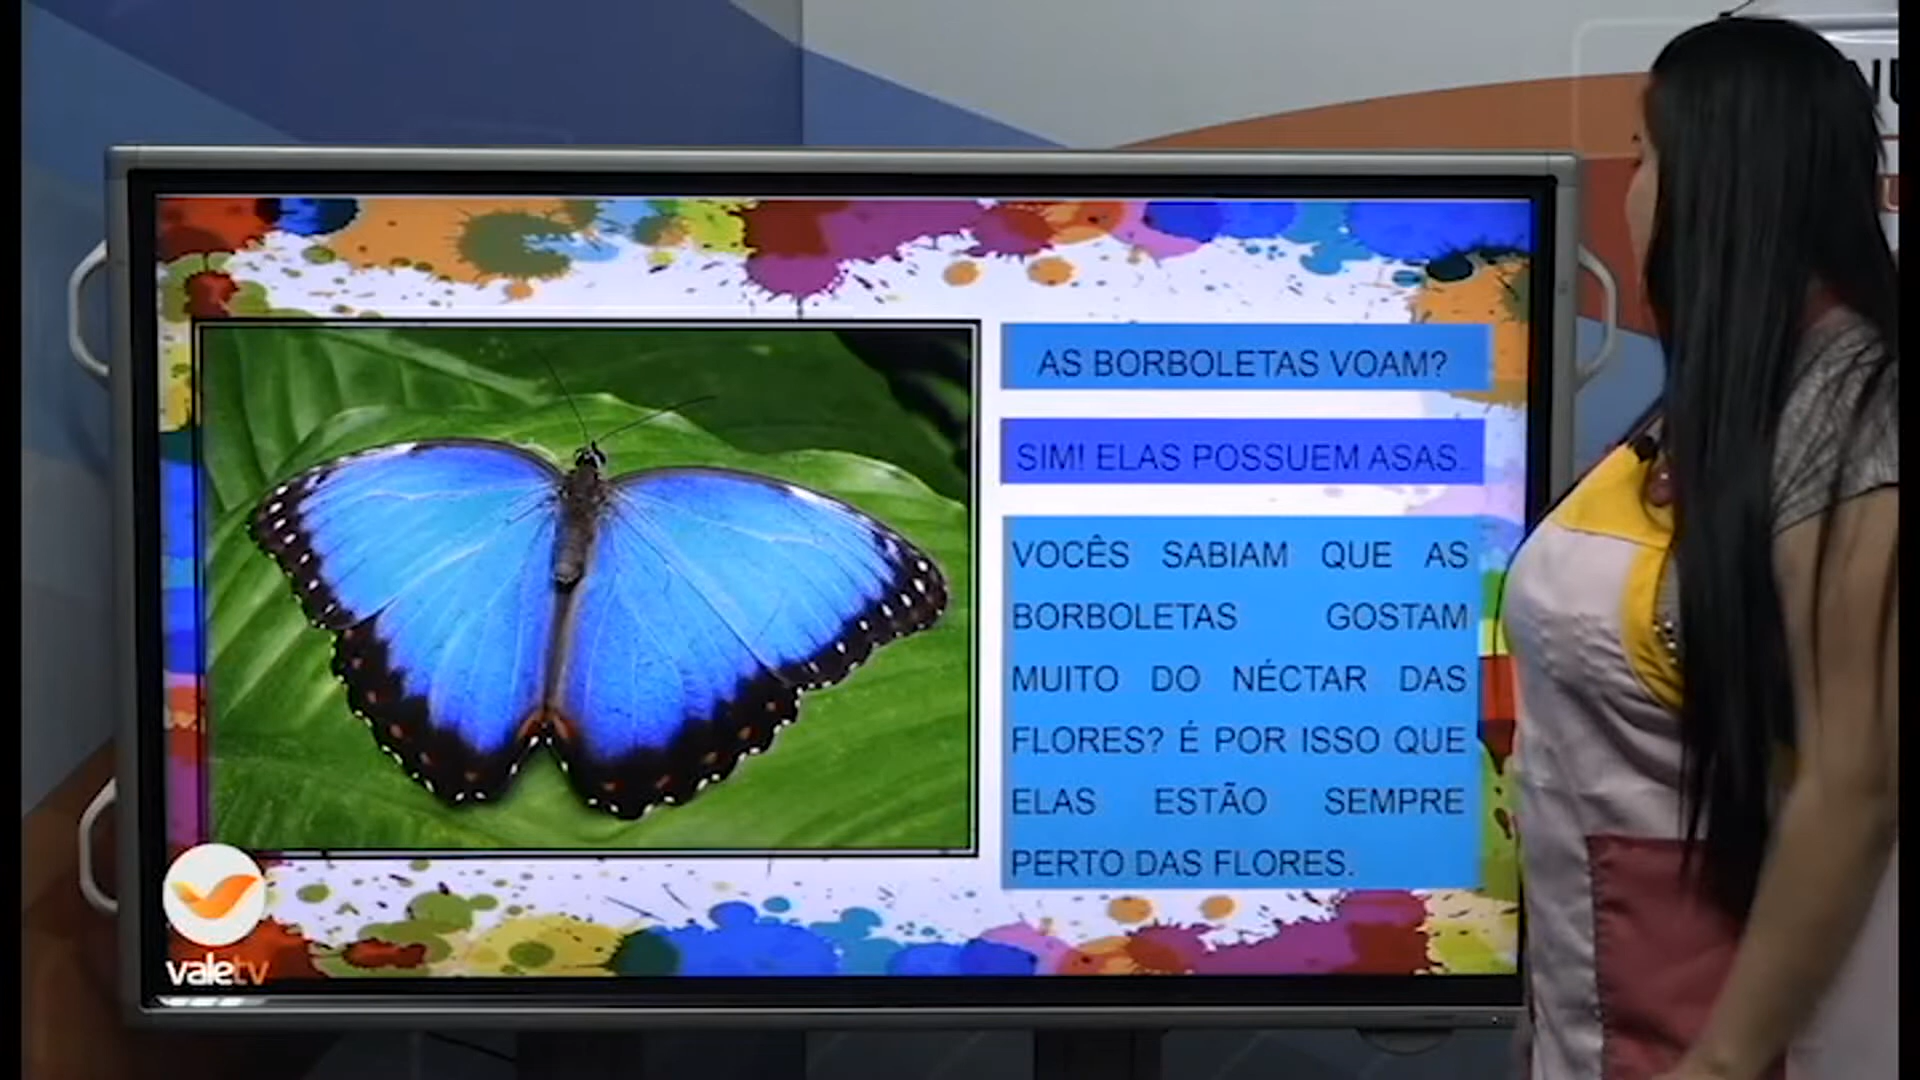 AS BORBOLETAS VOAM?
SIM! ELAS POSSUEM ASAS.
VOCÊS SABIAM QUE AS
BORBOLETAS GOSTAM
MUITO DO NÉCTAR DAS
FLORES? É POR ISSO QUE
ELAS ESTÃO SEMPRE
PERTO DAS FLORES.
valetv